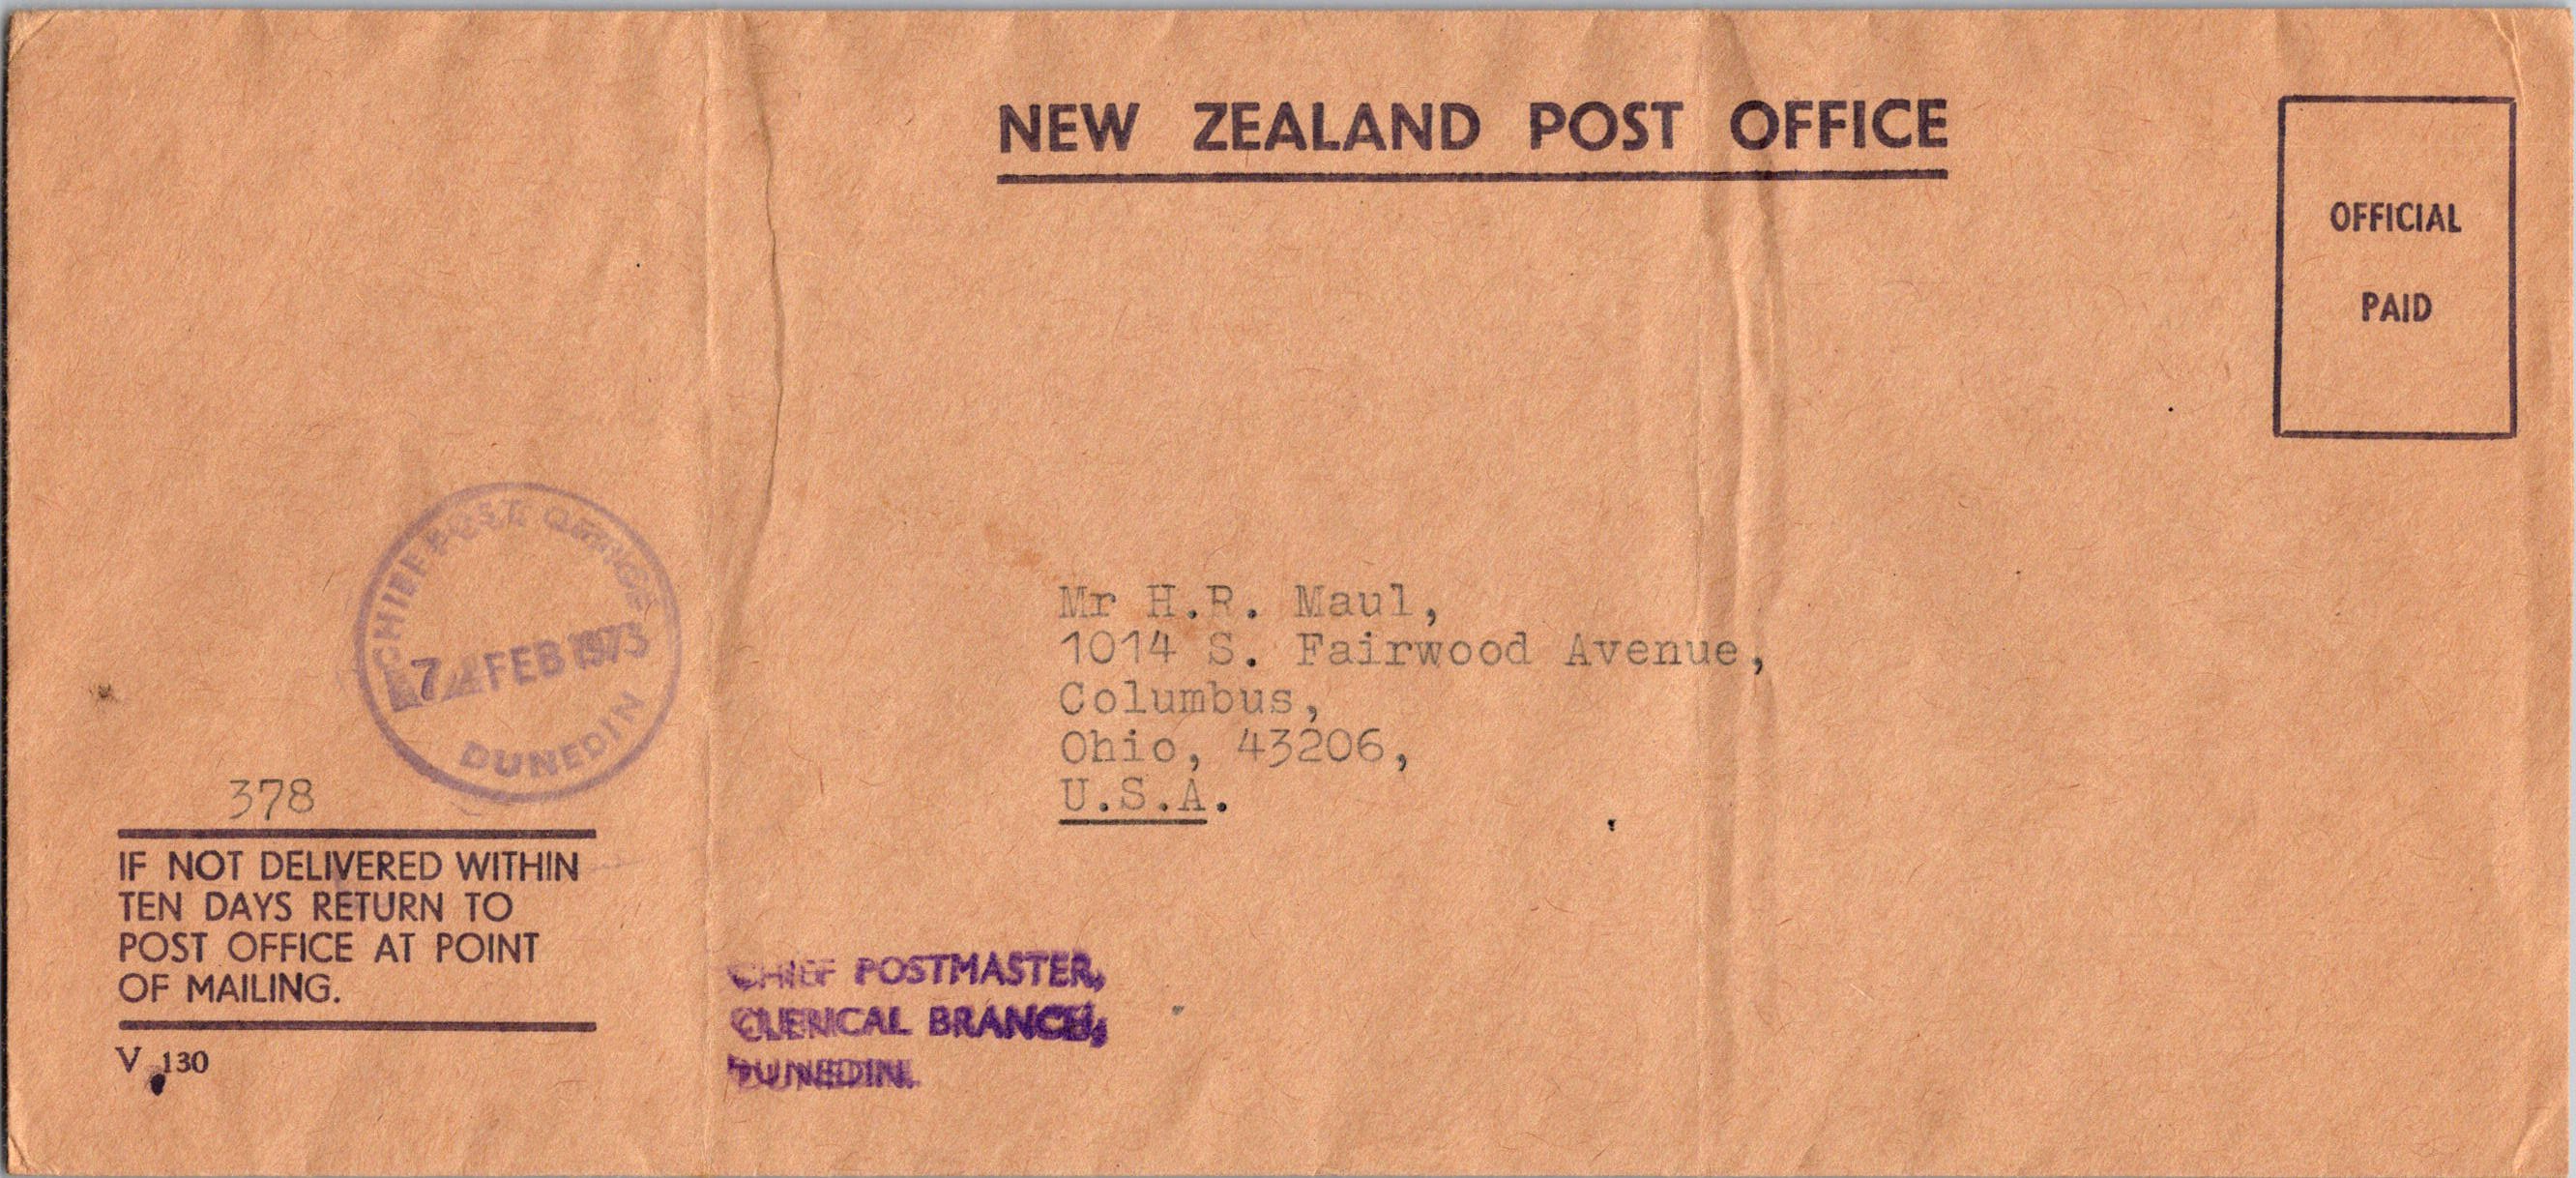 NEW ZEALAND POST OFFICE
OFFICIAL
PAID
CHIEF POST OFFICE
7 FEB 1973
DUNEDIN
Mr H.R. Maul,
1014 S. Fairwood Avenue,
Columbus,
Ohio, 43206,
U.S.A.
378
IF NOT DELIVERED WITHIN
TEN DAYS RETURN TO
POST OFFICE AT POINT
OF MAILING.
V 130
CHIEF POSTMASTER,
CLERICAL BRANCH,
DUNEDIN.